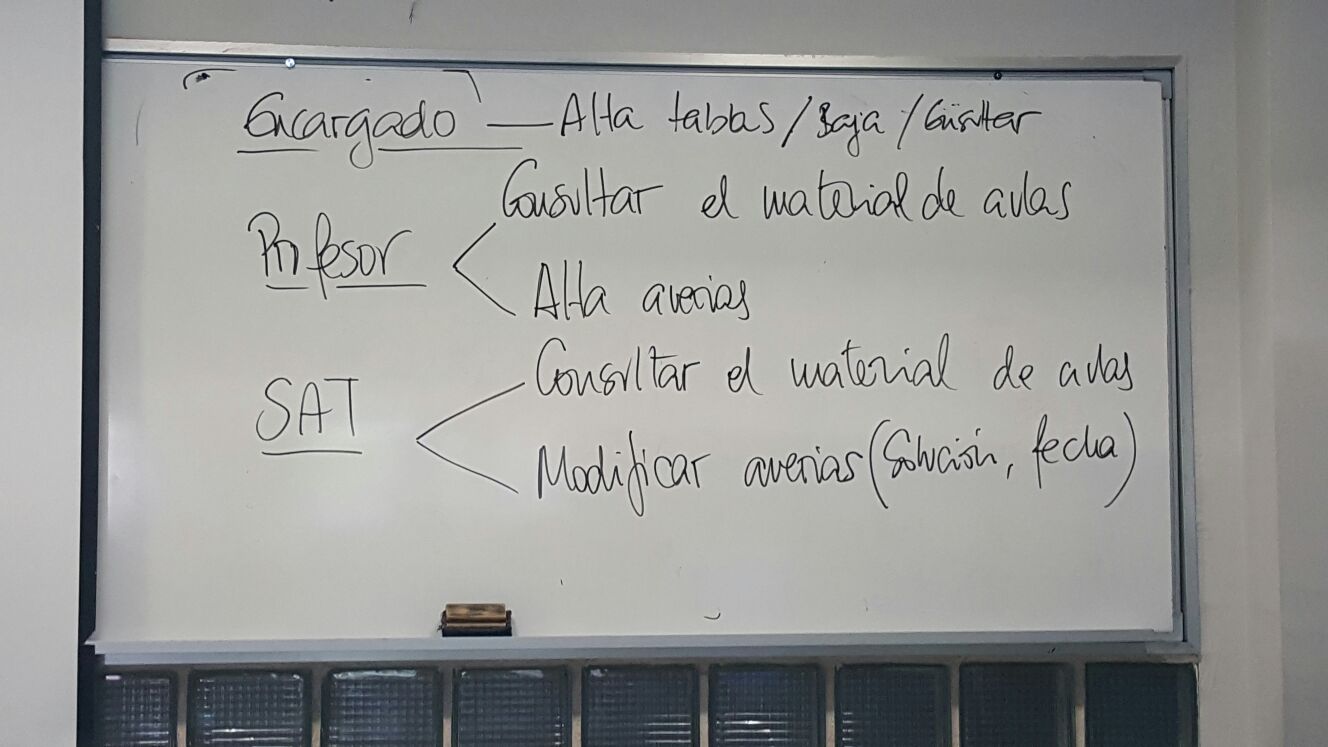 Encargado — Alta tablas / Baja / Consultar
Consultar el material de aulas
Profesor <
Alta averias
Consultar el material de aulas
SAT <
Modificar averias (Solución, fecha)